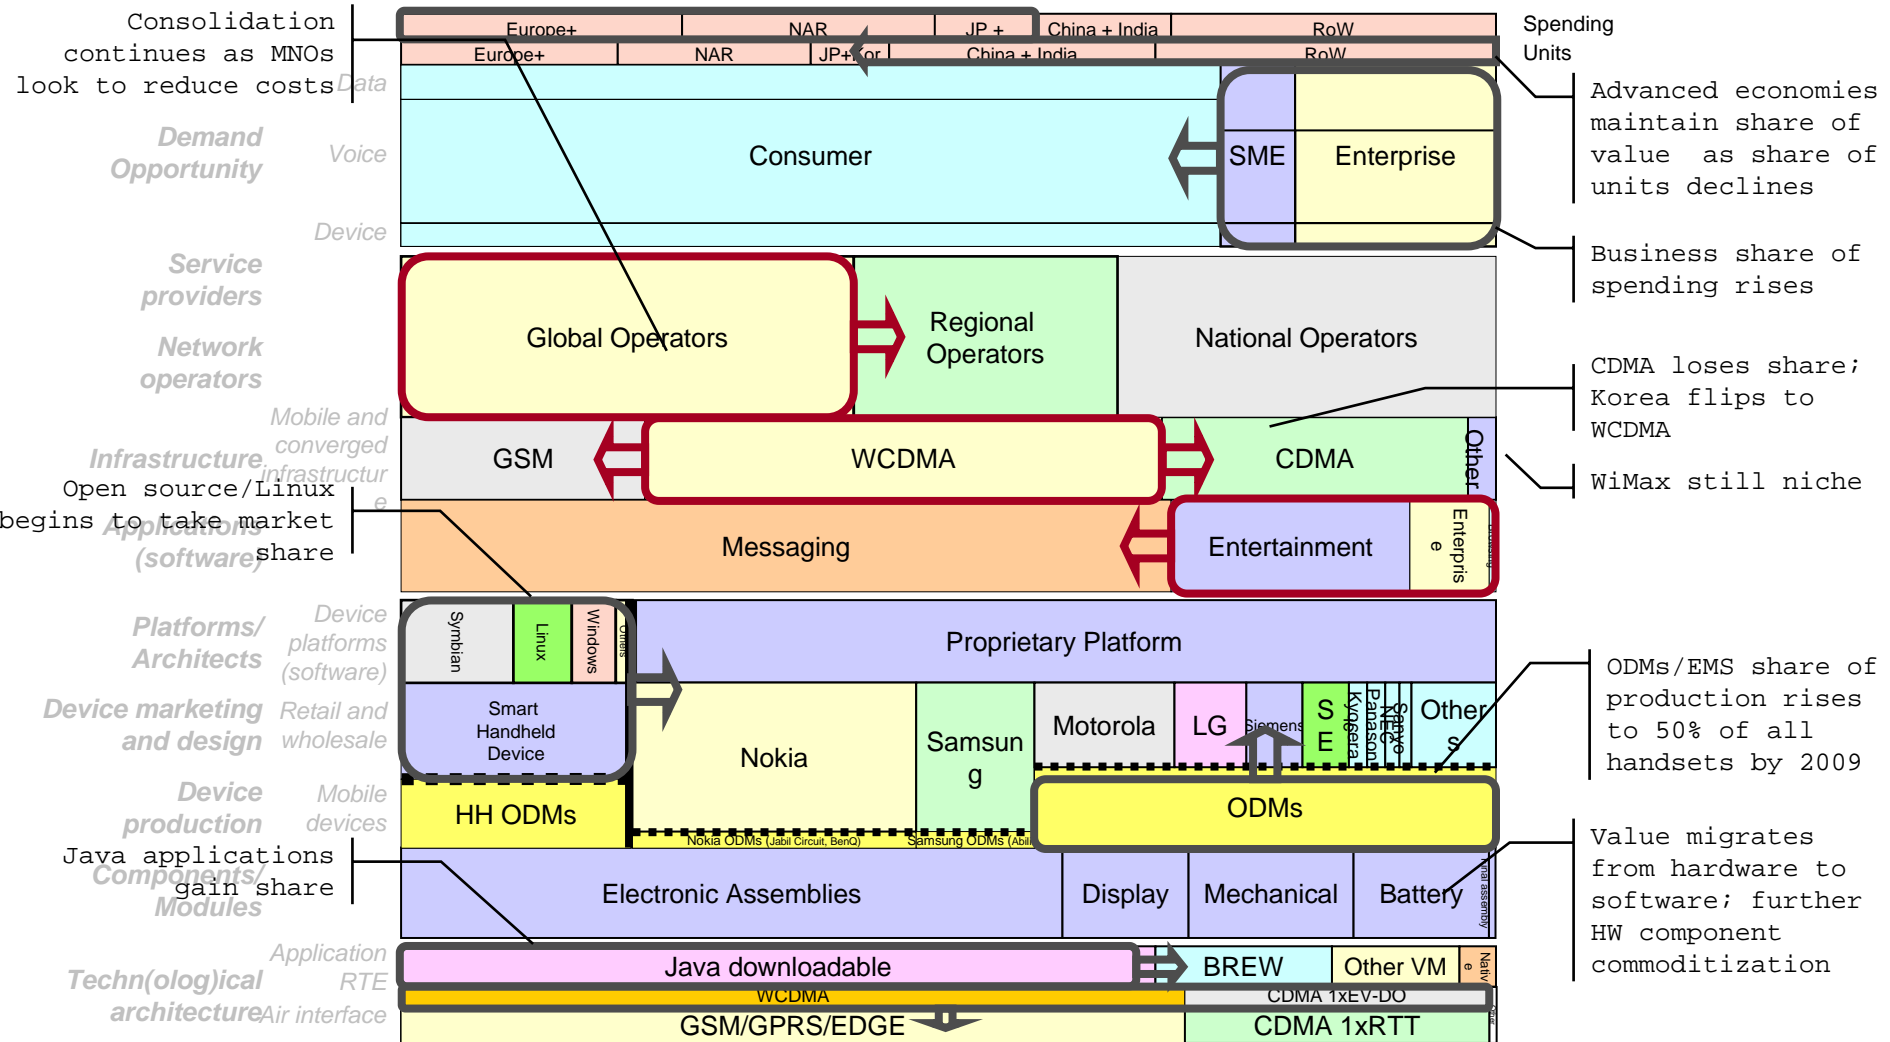 Consolidation
continues as MNOs
look to reduce costs
Europe+ NAR JP + China + India RoW
Spending
Europe+ NAR JP+Kor China + India RoW
Units
Data
Demand
Opportunity
Voice
Device
Consumer
SME
Enterprise
Advanced economies
maintain share of
value as share of
units declines
Business share of
spending rises
Service
providers
Network
operators
Global Operators
Regional
Operators
National Operators
CDMA loses share;
Korea flips to
WCDMA
Mobile and
converged
infrastructur
e
Infrastructure
GSM
WCDMA
CDMA
Other
WiMax still niche
Open source/Linux
begins to take market
share
Applications
(software)
Messaging
Entertainment
Enterpris
e
Platforms/
Architects
Device
platforms
(software)
Symbian
Linux
Windows
Others
Proprietary Platform
Device marketing
and design
Retail and
wholesale
Smart
Handheld
Device
Nokia
Samsun
g
Motorola
LG
Siemens
S
E
Kyocera
Panasonic
NEC
Sanyo
Other
s
ODMs/EMS share of
production rises
to 50% of all
handsets by 2009
Device
production
Mobile
devices
HH ODMs
Nokia ODMs (Jabil Circuit, BenQ)
Samsung ODMs (Abili
ODMs
Java applications
gain share
Components/
Modules
Electronic Assemblies
Display
Mechanical
Battery
Final assembly
Value migrates
from hardware to
software; further
HW component
commoditization
Techn(olog)ical
architecture
Application
RTE
Java downloadable
BREW
Other VM
Nativ
e
Air interface
WCDMA
CDMA 1xEV-DO
GSM/GPRS/EDGE
CDMA 1xRTT